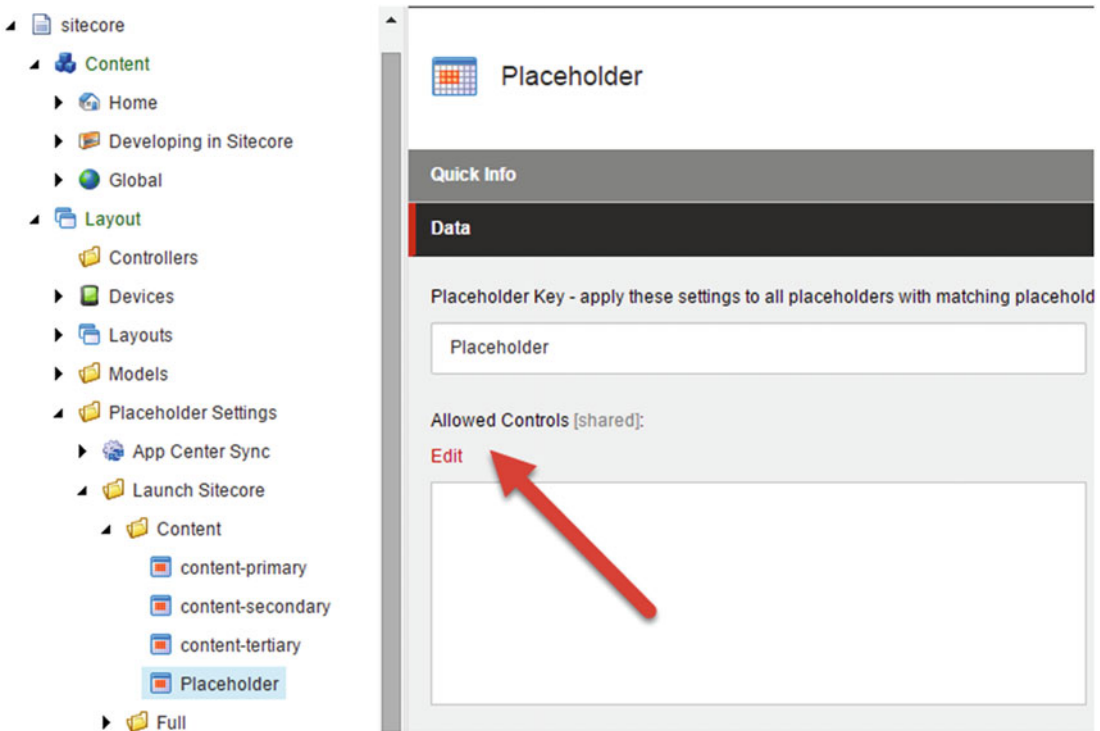 sitecore
Content
Home
Developing in Sitecore
Global
Layout
Controllers
Devices
Layouts
Models
Placeholder Settings
App Center Sync
Launch Sitecore
Content
content-primary
content-secondary
content-tertiary
Placeholder
Full
Placeholder
Quick Info
Data
Placeholder Key - apply these settings to all placeholders with matching placehold
Placeholder
Allowed Controls [shared]:
Edit